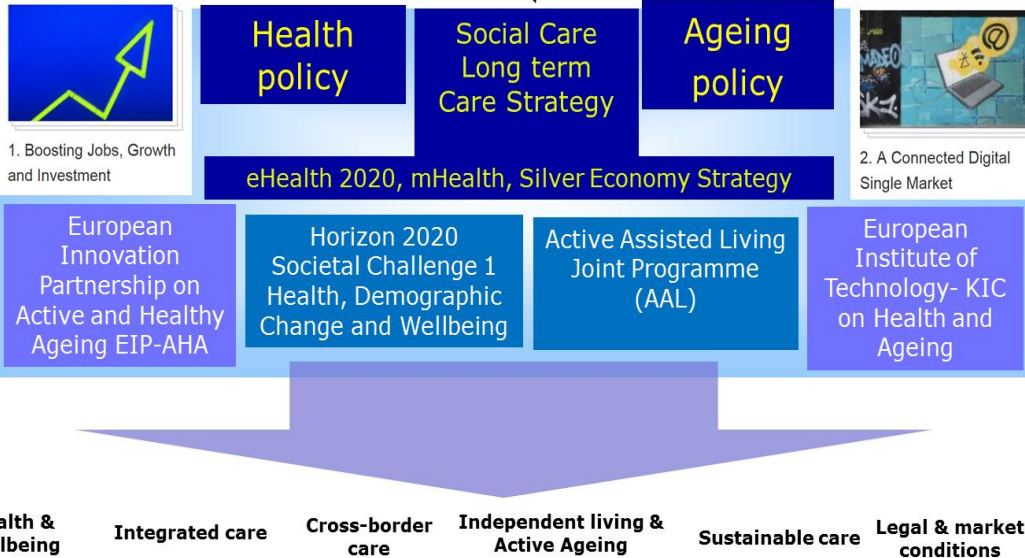 Health
policy
Social Care
Long term
Care Strategy
Ageing
policy
1. Boosting Jobs, Growth
and Investment
2. A Connected Digital
Single Market
eHealth 2020, mHealth, Silver Economy Strategy
European
Innovation
Partnership on
Active and Healthy
Ageing EIP-AHA
Horizon 2020
Societal Challenge 1
Health, Demographic
Change and Wellbeing
Active Assisted Living
Joint Programme
(AAL)
European
Institute of
Technology- KIC
on Health and
Ageing
alth &
lbeing
Integrated care
Cross-border
care
Independent living &
Active Ageing
Sustainable care
Legal & market
conditions